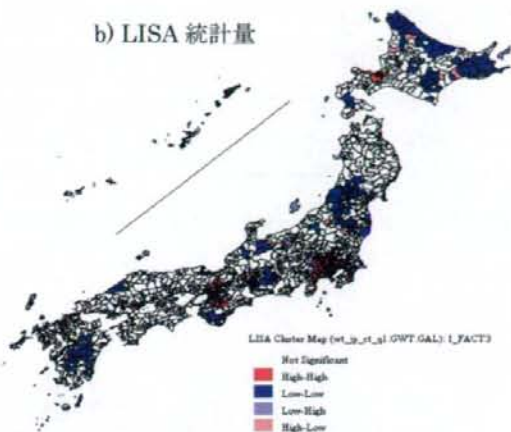 b) LISA 統計量
LISA Cluster Map (wt_jp_ct_q1.GWT.GAL): I_FACT3
Not Significant
High-High
Low-Low
Low-High
High-Low